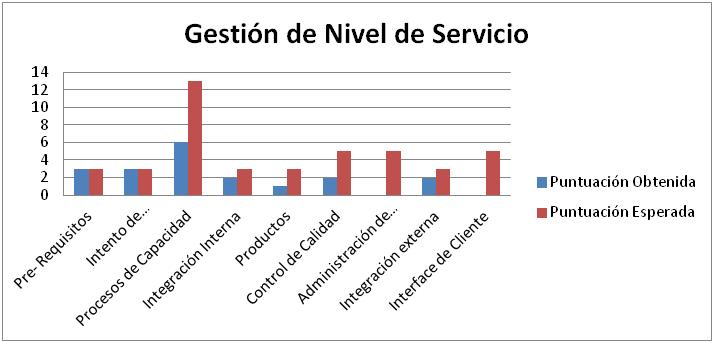 Gestión de Nivel de Servicio
14
12
10
8
6
4
2
0
Pre- Requisitos
Intento de...
Procesos de Capacidad
Integración Interna
Productos
Control de Calidad
Administración de...
Integración externa
Interface de Cliente
Puntuación Obtenida
Puntuación Esperada